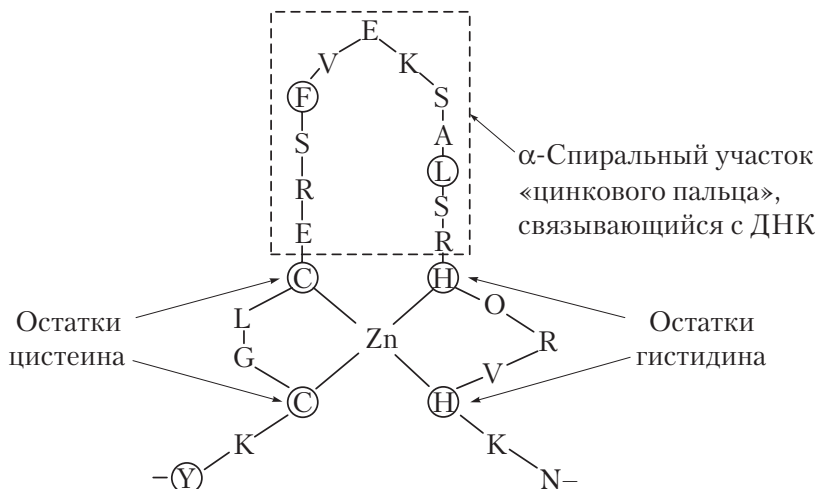 E
V
K
F
S
S
A
α-Спиральный участок
L
«цинкового пальца»,
R
S
связывающийся с ДНК
E
R
C
H
L
O
Остатки
цистеина
Остатки
гистидина
Zn
R
G
V
C
H
K
K
–Y
N–